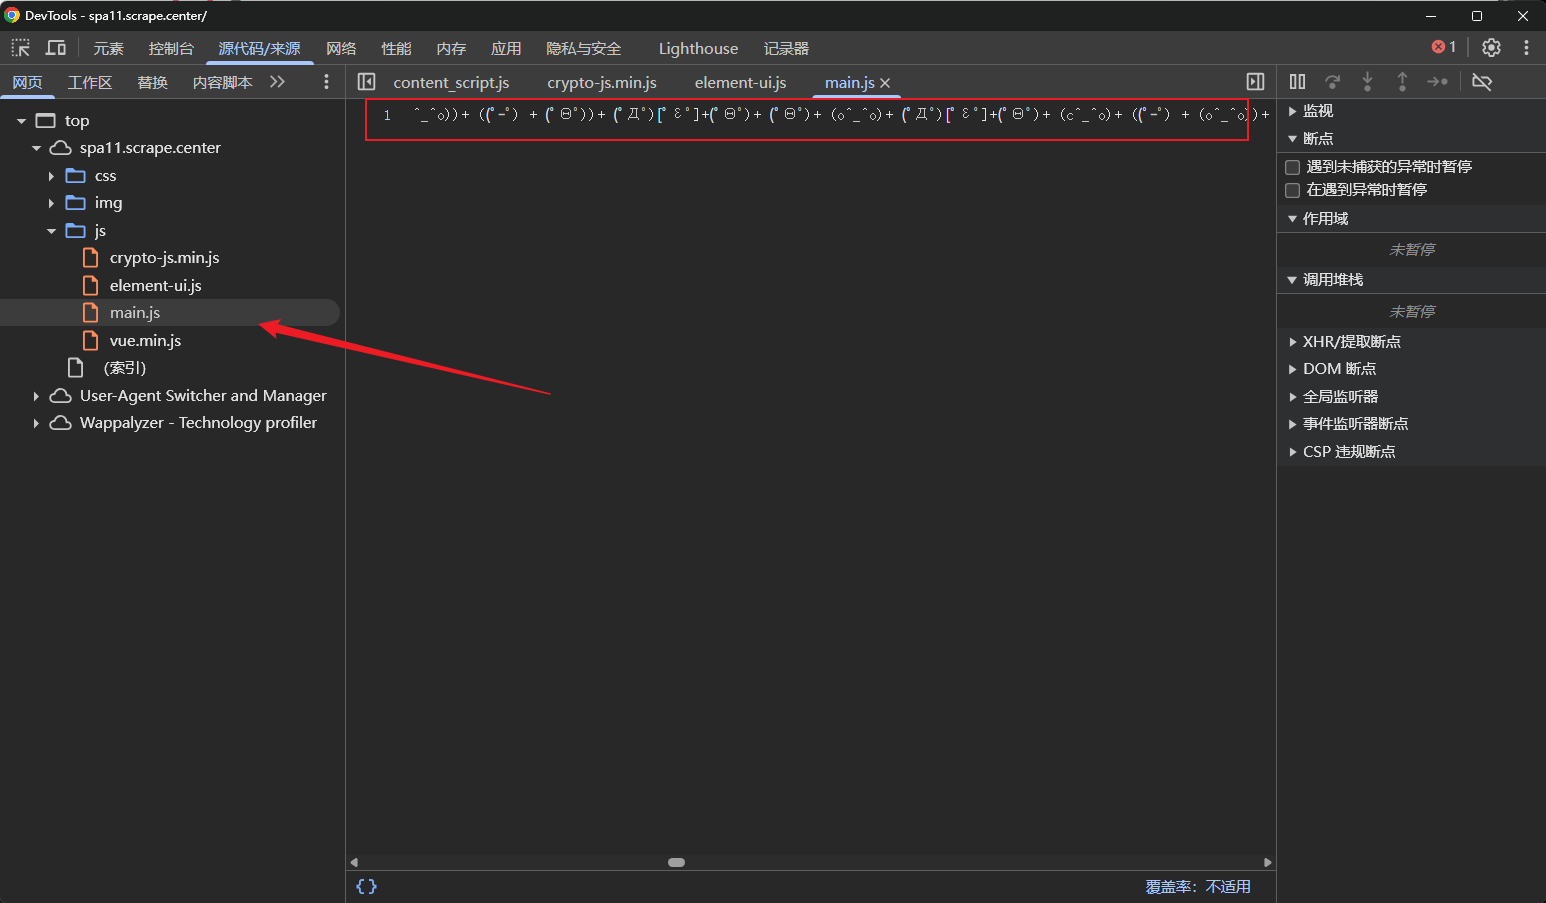 DevTools - spa11.scrape.center/
元素 控制台 源代码/来源 网络 性能 内存 应用 隐私与安全 Lighthouse 记录器 1
网页 工作区 替换 内容脚本 content_script.js crypto-js.min.js element-ui.js main.js
top
spa11.scrape.center
css
img
js
crypto-js.min.js
element-ui.js
main.js
vue.min.js
(索引)
User-Agent Switcher and Manager
Wappalyzer - Technology profiler
1 ^_^o))+ ((ﾟｰﾟ) + (ﾟΘﾟ))+ (ﾟДﾟ)[ﾟεﾟ]+(ﾟΘﾟ)+ (ﾟΘﾟ)+ (o^_^o)+ (ﾟДﾟ)[ﾟεﾟ]+(ﾟΘﾟ)+ (c^_^o)+ ((ﾟｰﾟ) + (o^_^o))+
{}
覆盖率：不适用
监视
断点
遇到未捕获的异常时暂停
在遇到异常时暂停
作用域
未暂停
调用堆栈
未暂停
XHR/提取断点
DOM 断点
全局监听器
事件监听器断点
CSP 违规断点